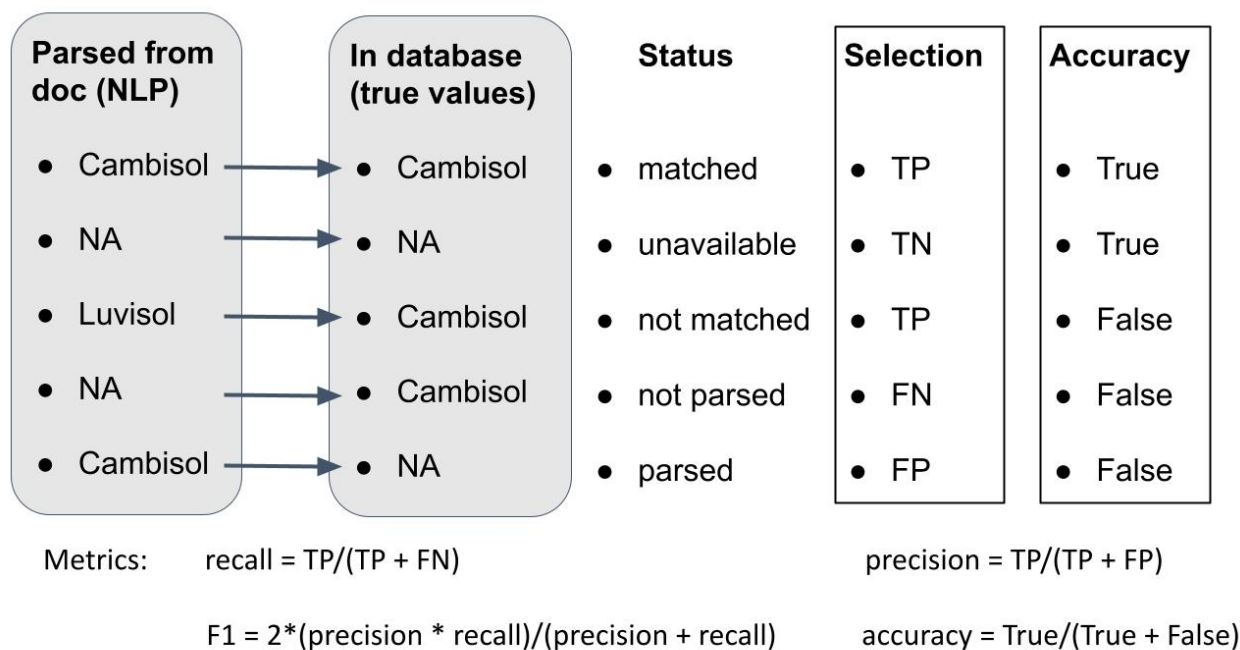 Parsed from doc (NLP)
In database (true values)
Status
Selection
Accuracy
● Cambisol
● Cambisol
● matched
● TP
● True
● NA
● NA
● unavailable
● TN
● True
● Luvisol
● Cambisol
● not matched
● TP
● False
● NA
● Cambisol
● not parsed
● FN
● False
● Cambisol
● NA
● parsed
● FP
● False
Metrics:
recall = TP/(TP + FN)
precision = TP/(TP + FP)
F1 = 2*(precision * recall)/(precision + recall)
accuracy = True/(True + False)